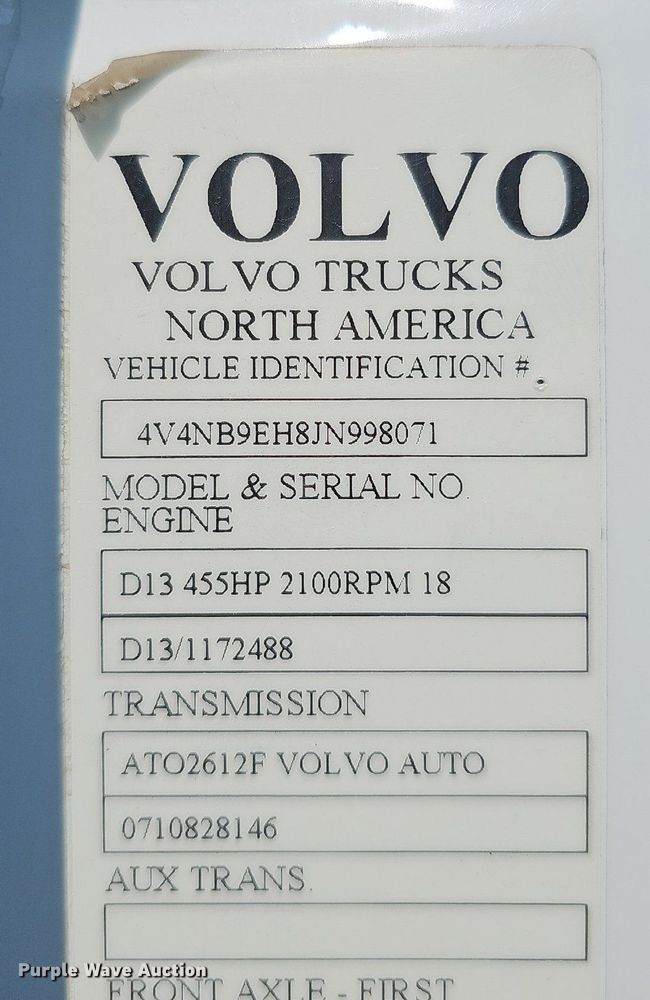 VOLVO
VOLVO TRUCKS
NORTH AMERICA
VEHICLE IDENTIFICATION #.
4V4NB9EH8JN998071
MODEL & SERIAL NO.
ENGINE
D13 455HP 2100RPM 18
D13/1172488
TRANSMISSION
ATO2612F VOLVO AUTO
0710828146
AUX TRANS.
Purple Wave Auction
FRONT AXLE - FIRST